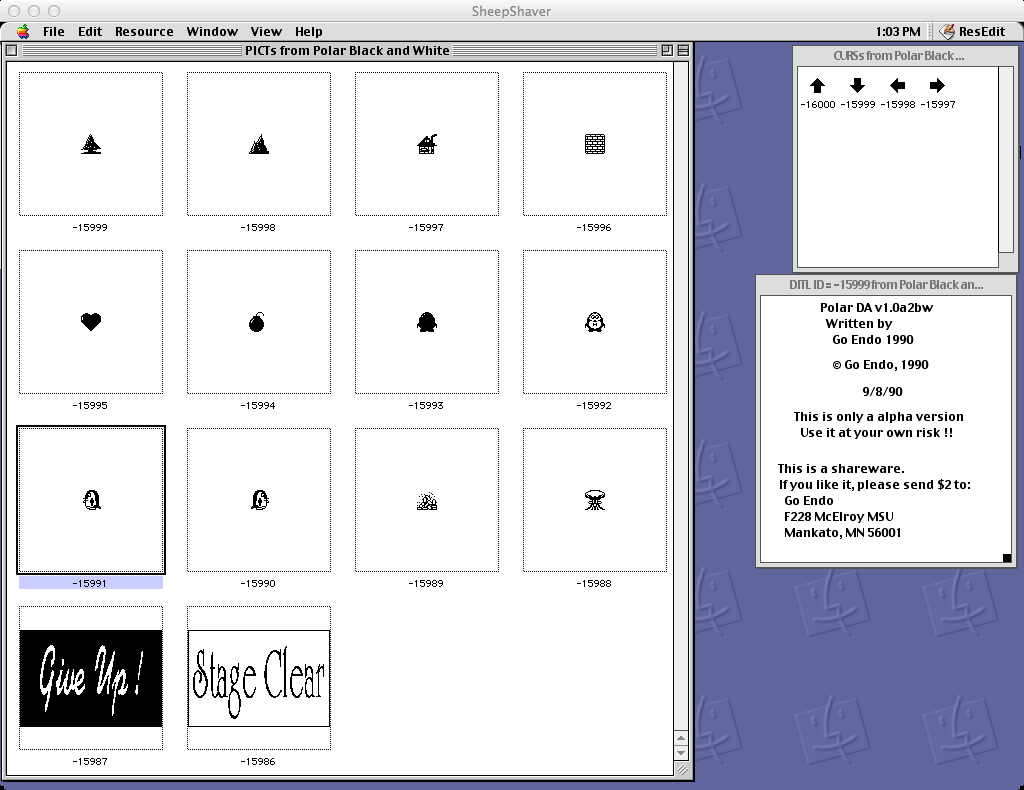 SheepShaver
File Edit Resource Window View Help 1:03 PM ResEdit
PICTs from Polar Black and White
-15999 -15998 -15997 -15996
-15995 -15994 -15993 -15992
-15991 -15990 -15989 -15988
Give Up! Stage Clear
-15987 -15986
CURSs from Polar Black ...
-16000 -15999 -15998 -15997
DITL ID = -15999 from Polar Black an...
Polar DA v1.0a2bw
Written by
Go Endo 1990
© Go Endo, 1990
9/8/90
This is only a alpha version
Use it at your own risk !!
This is a shareware.
If you like it, please send $2 to:
Go Endo
F228 McElroy MSU
Mankato, MN 56001